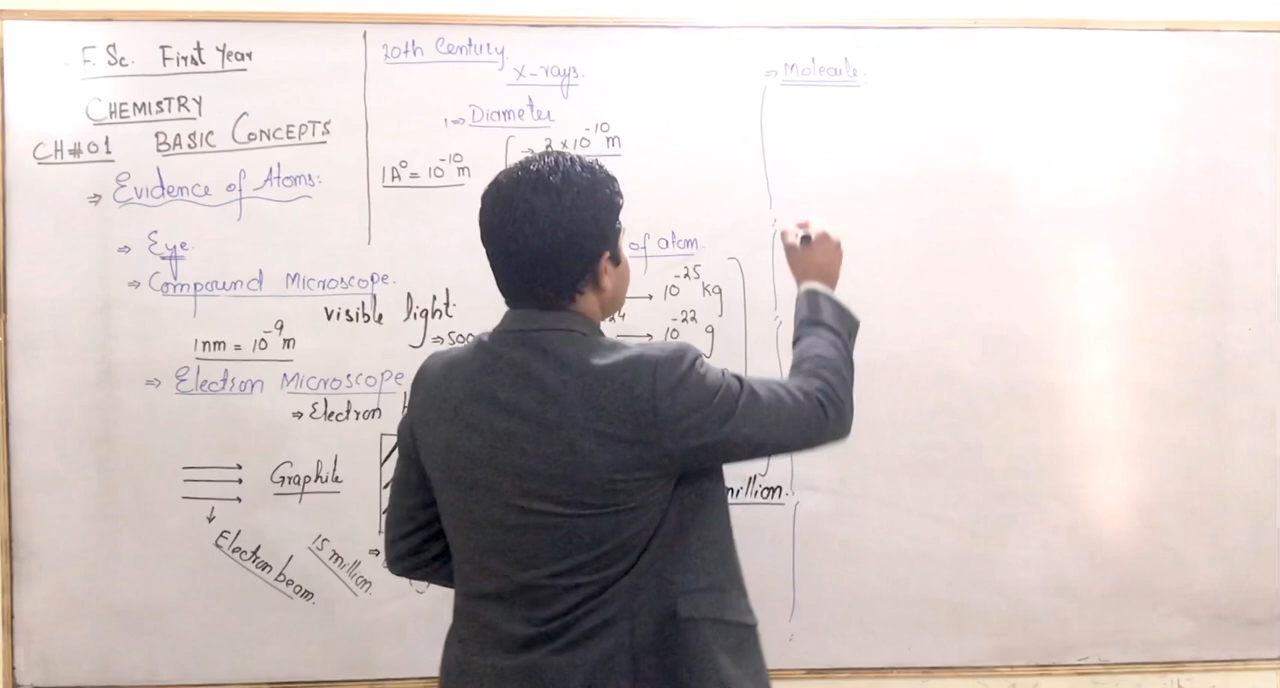 F. Sc. First Year
CHEMISTRY
CH#01 BASIC CONCEPTS
⇒ Evidence of Atoms:
⇒ Eye.
⇒ Compound Microscope.
visible light.
1nm = 10⁻⁹m
⇒ 500
⇒ Electron Microscope
⇒ Electron
Graphite
Electron beam.
15 million.
20th Century.
X-rays.
1⇒ Diameter
→ 2 × 10⁻¹⁰ m
1A° = 10⁻¹⁰ m
of atom.
→ 10⁻²⁵ kg
→ 10⁻²² g
million.
⇒ Molecule.